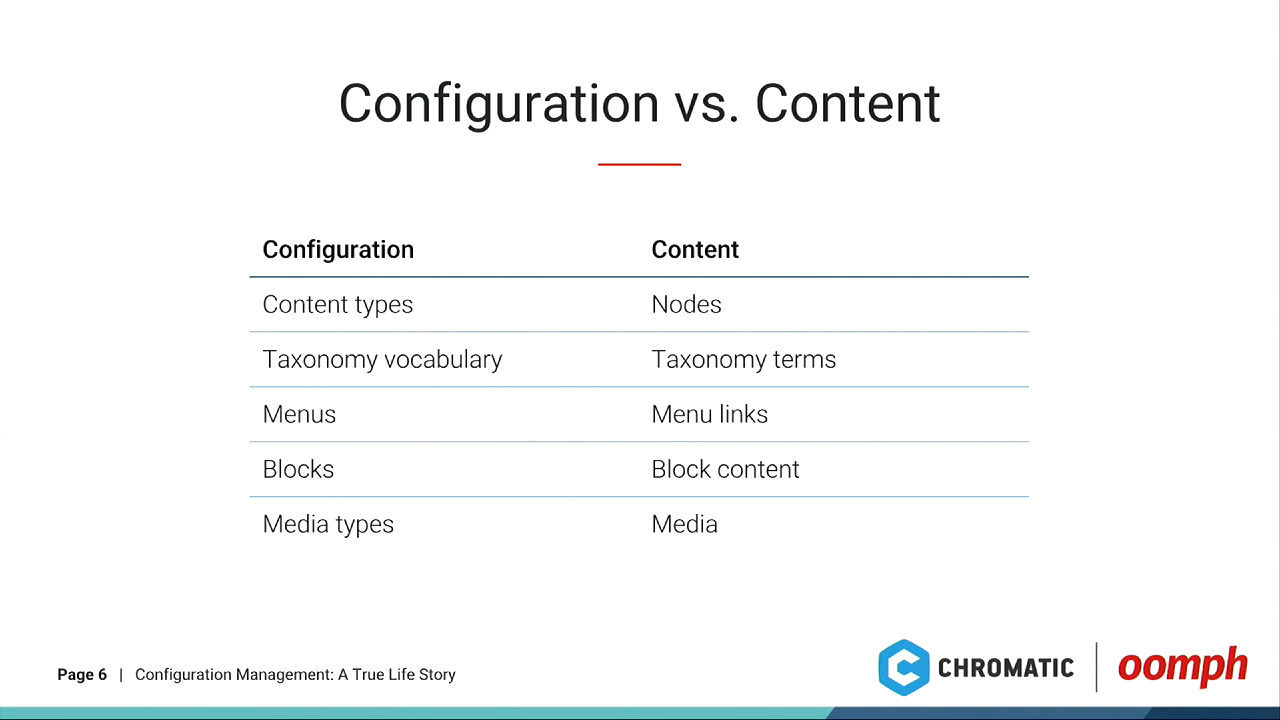 Configuration vs. Content
Configuration Content
Content types Nodes
Taxonomy vocabulary Taxonomy terms
Menus Menu links
Blocks Block content
Media types Media
Page 6 | Configuration Management: A True Life Story
CHROMATIC | oomph